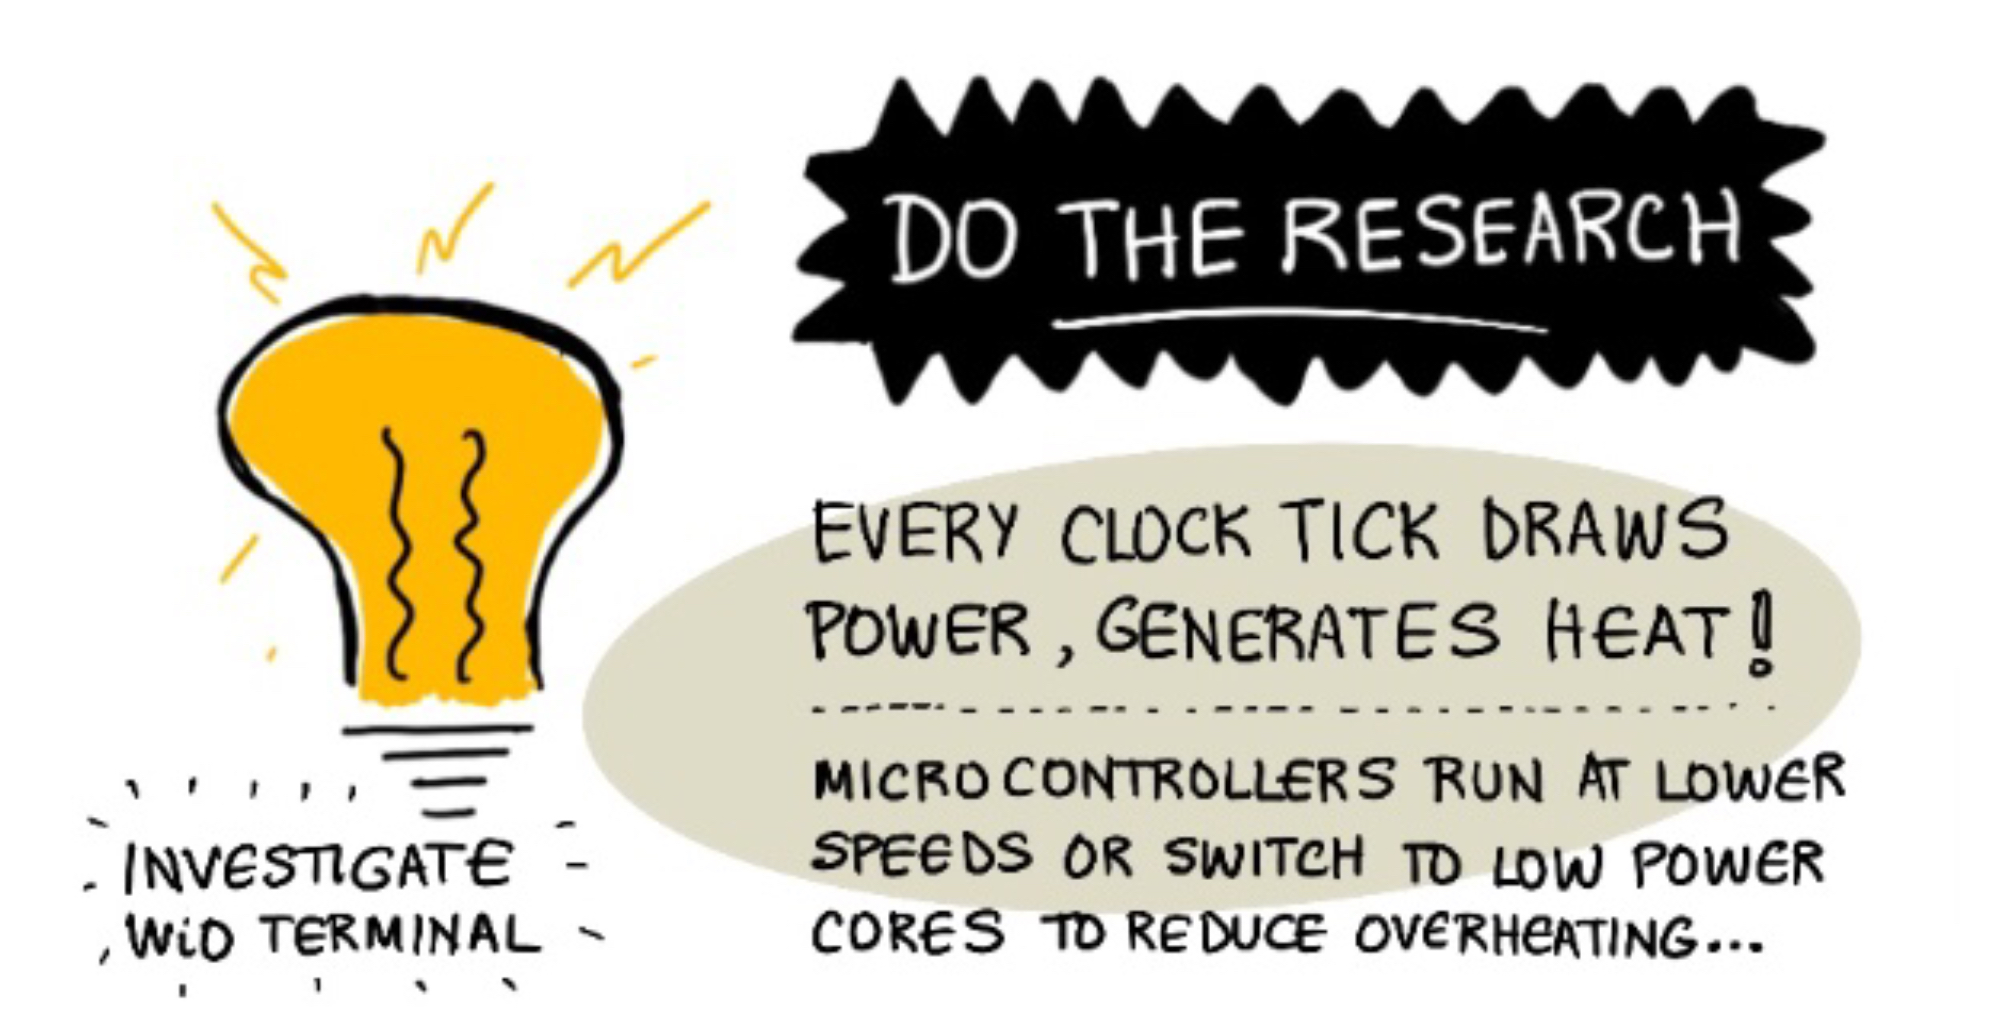 DO THE RESEARCH
EVERY CLOCK TICK DRAWS
POWER, GENERATES HEAT!
MICROCONTROLLERS RUN AT LOWER
SPEEDS OR SWITCH TO LOW POWER
CORES TO REDUCE OVERHEATING...
INVESTIGATE
WiO TERMINAL